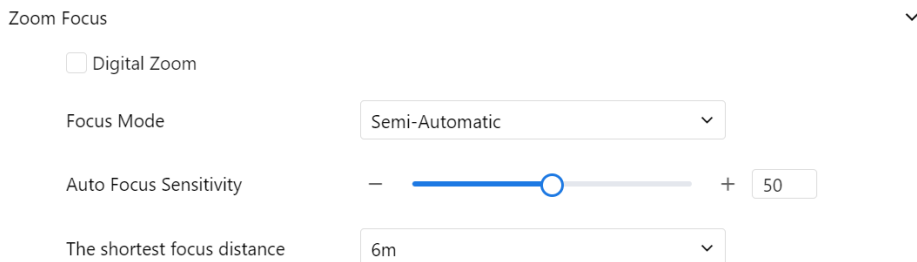 Zoom Focus
Digital Zoom
Focus Mode Semi-Automatic
Auto Focus Sensitivity − + 50
The shortest focus distance 6m